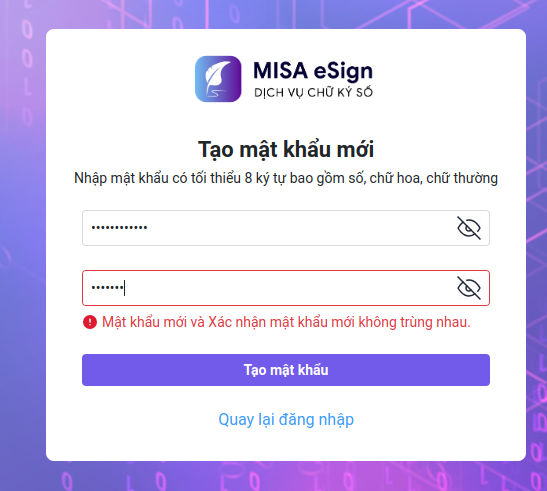 MISA eSign
DỊCH VỤ CHỮ KÝ SỐ
Tạo mật khẩu mới
Nhập mật khẩu có tối thiểu 8 ký tự bao gồm số, chữ hoa, chữ thường
••••••••••••
•••••••
Mật khẩu mới và Xác nhận mật khẩu mới không trùng nhau.
Tạo mật khẩu
Quay lại đăng nhập